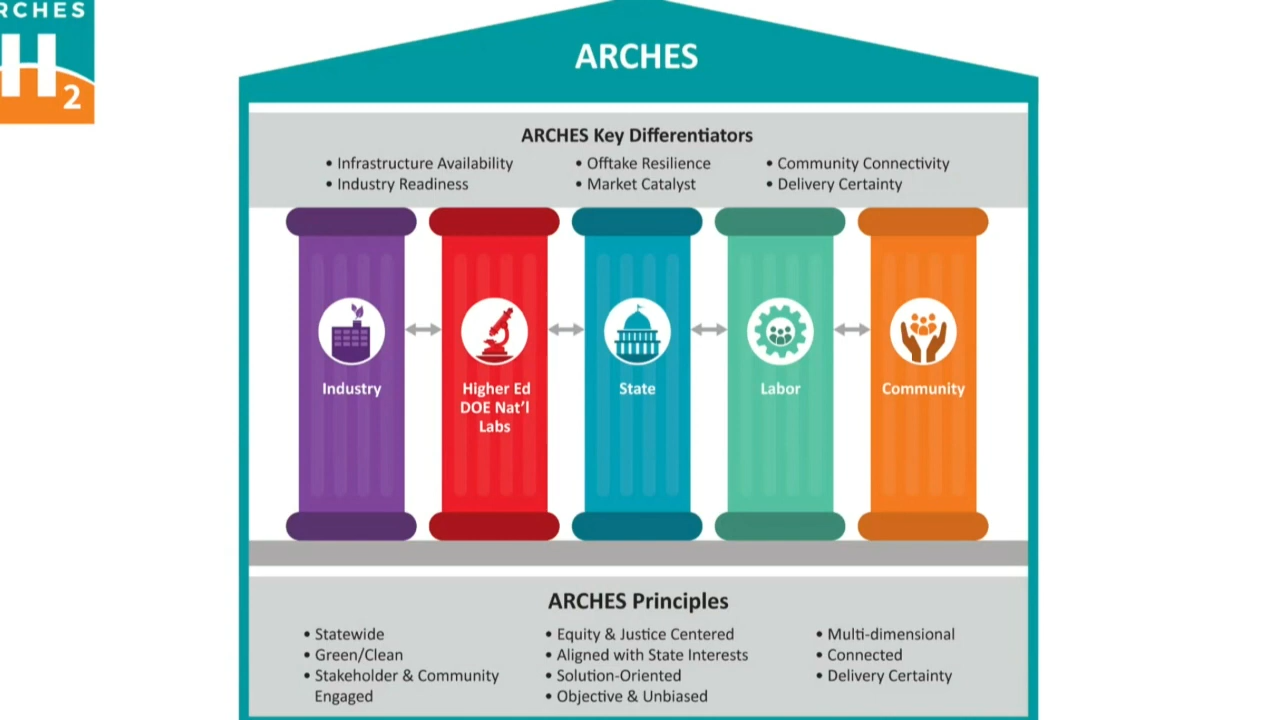 RCHES
H2
ARCHES
ARCHES Key Differentiators
• Infrastructure Availability
• Industry Readiness
• Offtake Resilience
• Market Catalyst
• Community Connectivity
• Delivery Certainty
Industry
Higher Ed
DOE Nat’l
Labs
State
Labor
Community
ARCHES Principles
• Statewide
• Green/Clean
• Stakeholder & Community
Engaged
• Equity & Justice Centered
• Aligned with State Interests
• Solution-Oriented
• Objective & Unbiased
• Multi-dimensional
• Connected
• Delivery Certainty